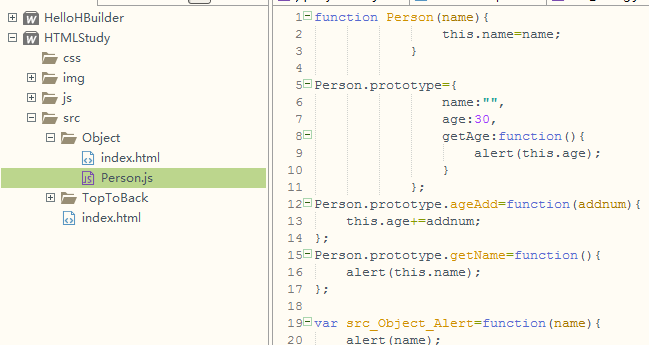 HelloHBuilder
HTMLStudy
css
img
js
src
Object
index.html
Person.js
TopToBack
index.html
1 function Person(name){
2 this.name=name;
3 }
4
5 Person.prototype={
6 name:"",
7 age:30,
8 getAge:function(){
9 alert(this.age);
10 }
11 };
12 Person.prototype.ageAdd=function(addnum){
13 this.age+=addnum;
14 };
15 Person.prototype.getName=function(){
16 alert(this.name);
17 };
18
19 var src_Object_Alert=function(name){
20 alert(name);